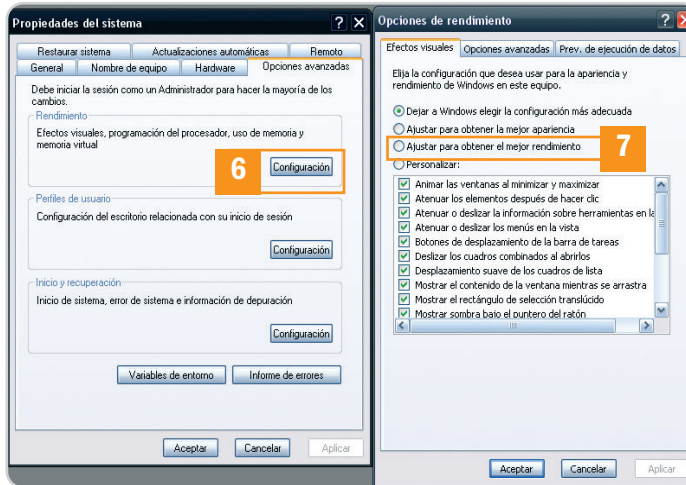 Propiedades del sistema
Restaurar sistema
Actualizaciones automáticas
Remoto
General
Nombre de equipo
Hardware
Opciones avanzadas
Debe iniciar la sesión como un Administrador para hacer la mayoría de los
cambios.
Rendimiento
Efectos visuales, programación del procesador, uso de memoria y
memoria virtual
6
Configuración
Perfiles de usuario
Configuración del escritorio relacionada con su inicio de sesión
Configuración
Inicio y recuperación
Inicio de sistema, error de sistema e información de depuración
Configuración
Variables de entorno
Informe de errores
Aceptar
Cancelar
Aplicar
Opciones de rendimiento
Efectos visuales
Opciones avanzadas
Prev. de ejecución de datos
Elija la configuración que desea usar para la apariencia y
rendimiento de Windows en este equipo.
Dejar a Windows elegir la configuración más adecuada
Ajustar para obtener la mejor apariencia
Ajustar para obtener el mejor rendimiento
7
Personalizar:
Animar las ventanas al minimizar y maximizar
Atenuar los elementos después de hacer clic
Atenuar o deslizar la información sobre herramientas en la
Atenuar o deslizar los menús en la vista
Botones de desplazamiento de la barra de tareas
Deslizar los cuadros combinados al abrirlos
Desplazamiento suave de los cuadros de lista
Mostrar el contenido de la ventana mientras se arrastra
Mostrar el rectángulo de selección translúcido
Mostrar sombra bajo el puntero del ratón
Aceptar
Cancelar
Aplicar